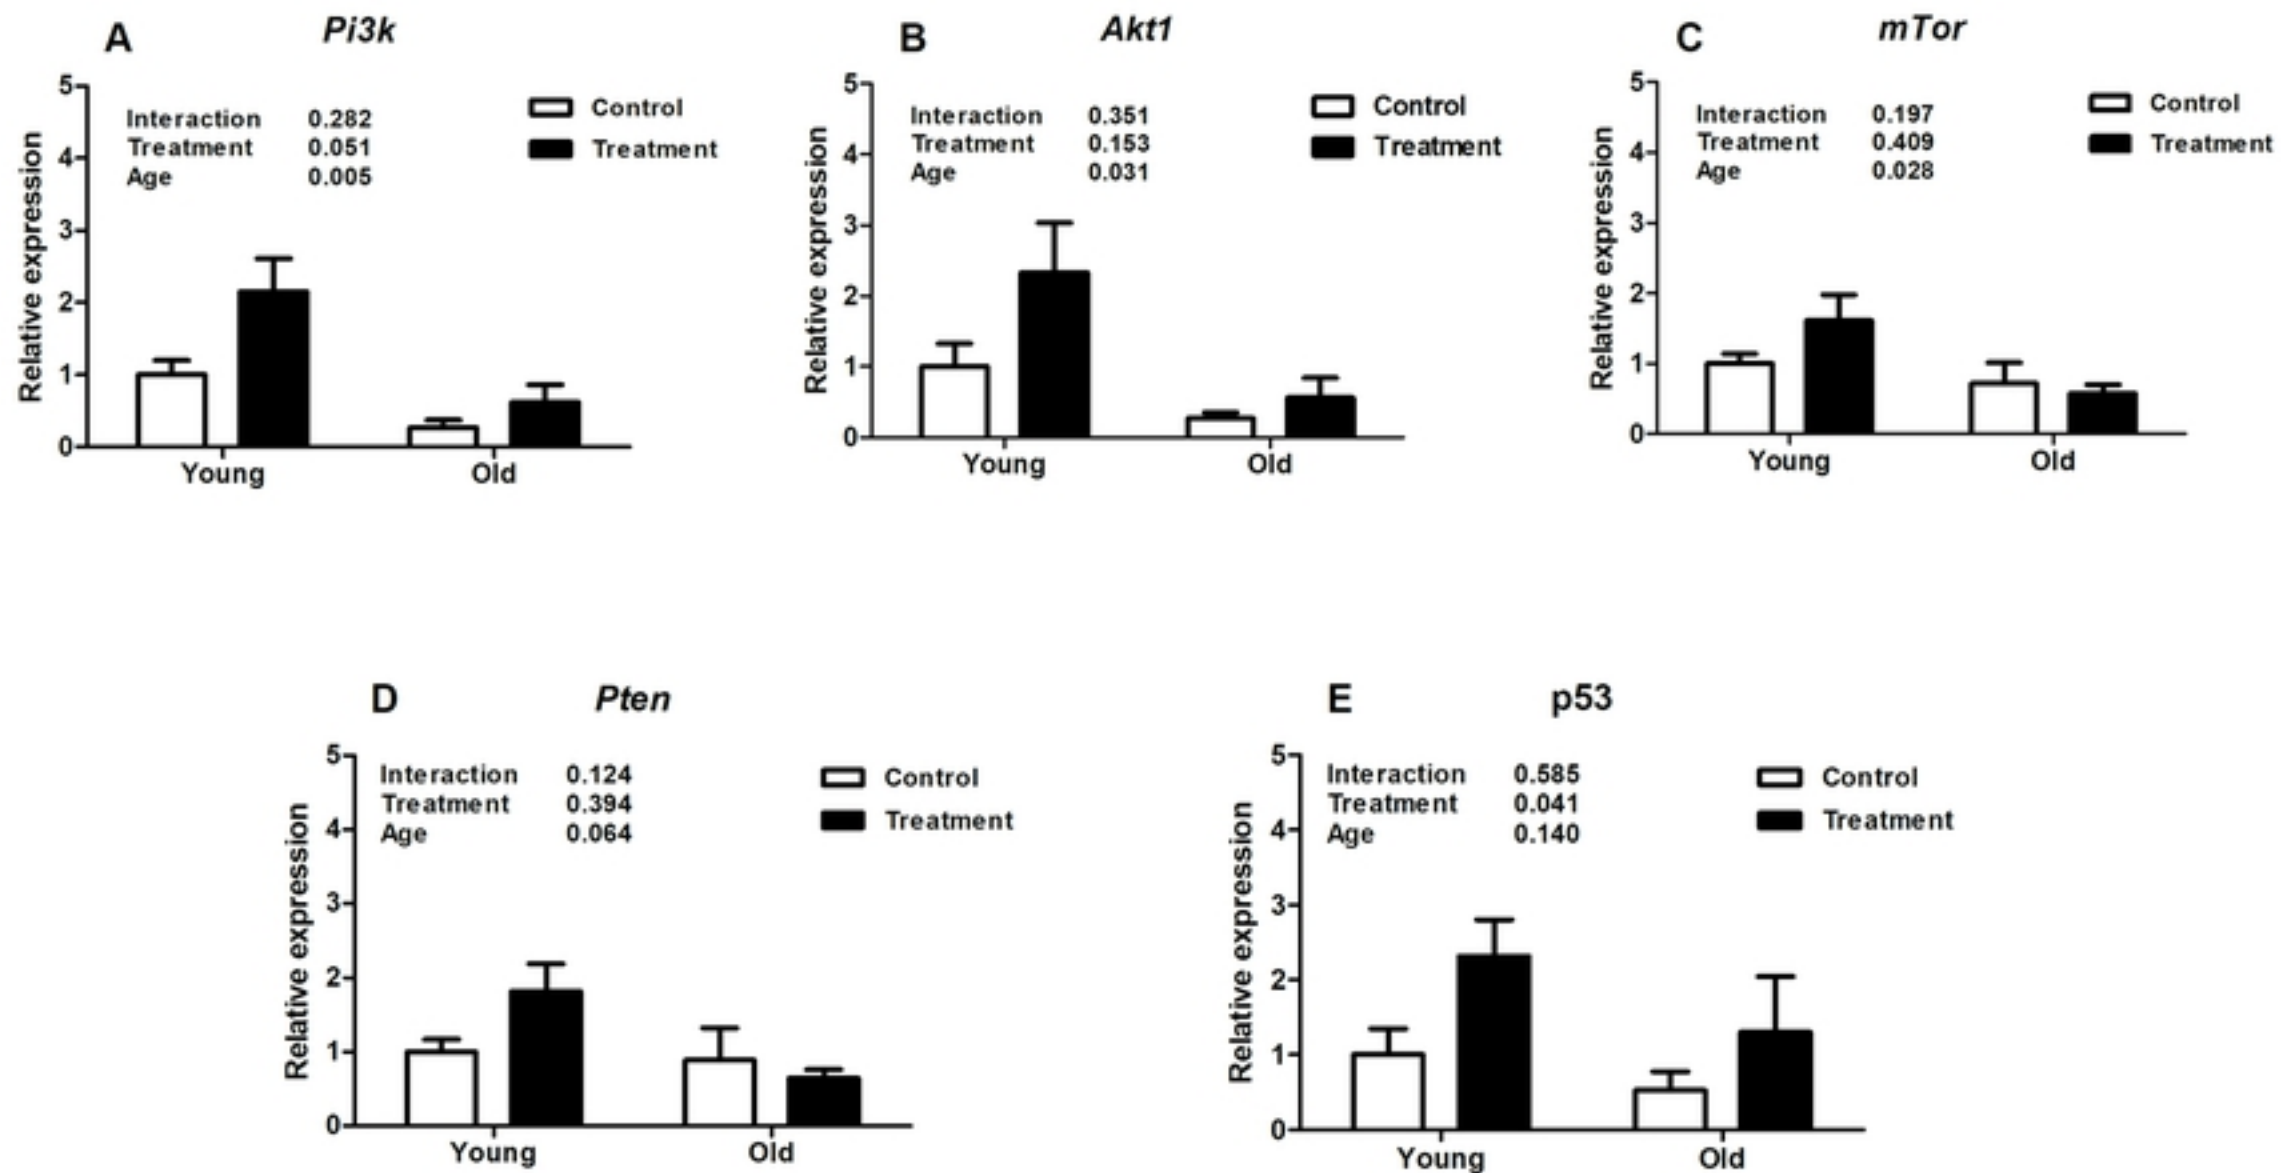 A Pi3k
Relative expression
5
4
3
2
1
0
Interaction 0.282
Treatment 0.051
Age 0.005
Control
Treatment
Young Old
B Akt1
Relative expression
5
4
3
2
1
0
Interaction 0.351
Treatment 0.153
Age 0.031
Control
Treatment
Young Old
C mTor
Relative expression
5
4
3
2
1
0
Interaction 0.197
Treatment 0.409
Age 0.028
Control
Treatment
Young Old
D Pten
Relative expression
5
4
3
2
1
0
Interaction 0.124
Treatment 0.394
Age 0.064
Control
Treatment
Young Old
E p53
Relative expression
5
4
3
2
1
0
Interaction 0.585
Treatment 0.041
Age 0.140
Control
Treatment
Young Old